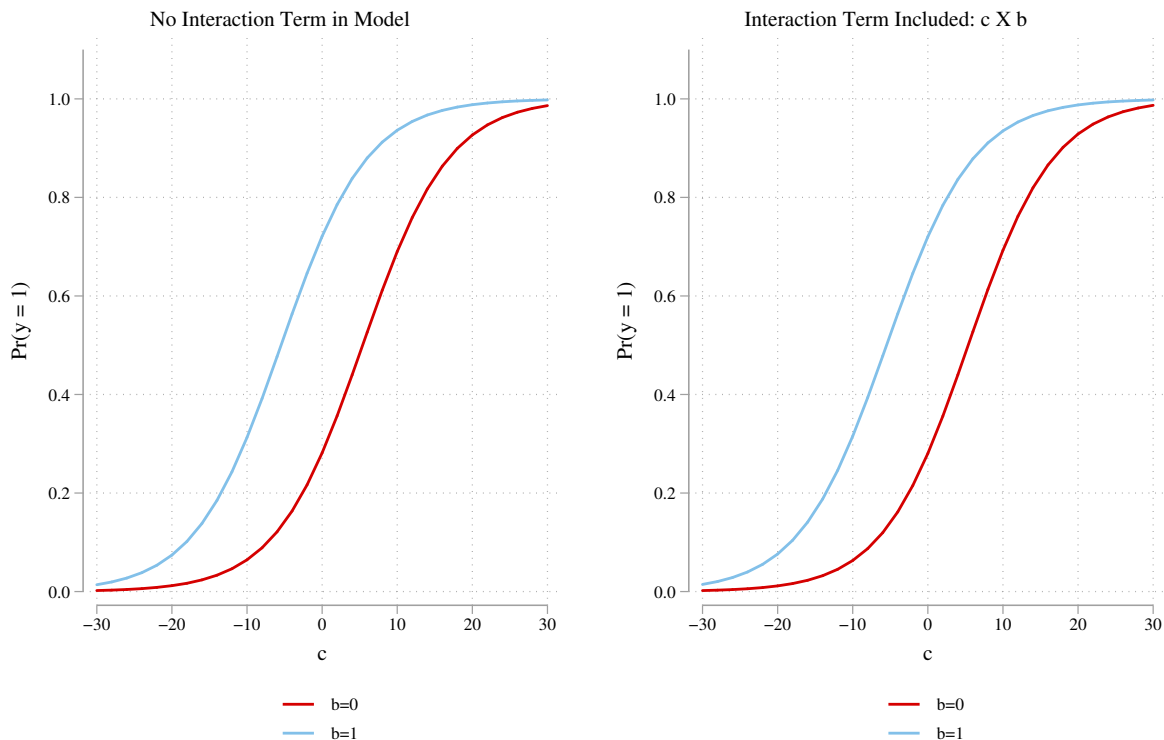 No Interaction Term in Model
Pr(y = 1)
1.0
0.8
0.6
0.4
0.2
0.0
−30 −20 −10 0 10 20 30
c
b=0
b=1
Interaction Term Included: c X b
Pr(y = 1)
1.0
0.8
0.6
0.4
0.2
0.0
−30 −20 −10 0 10 20 30
c
b=0
b=1